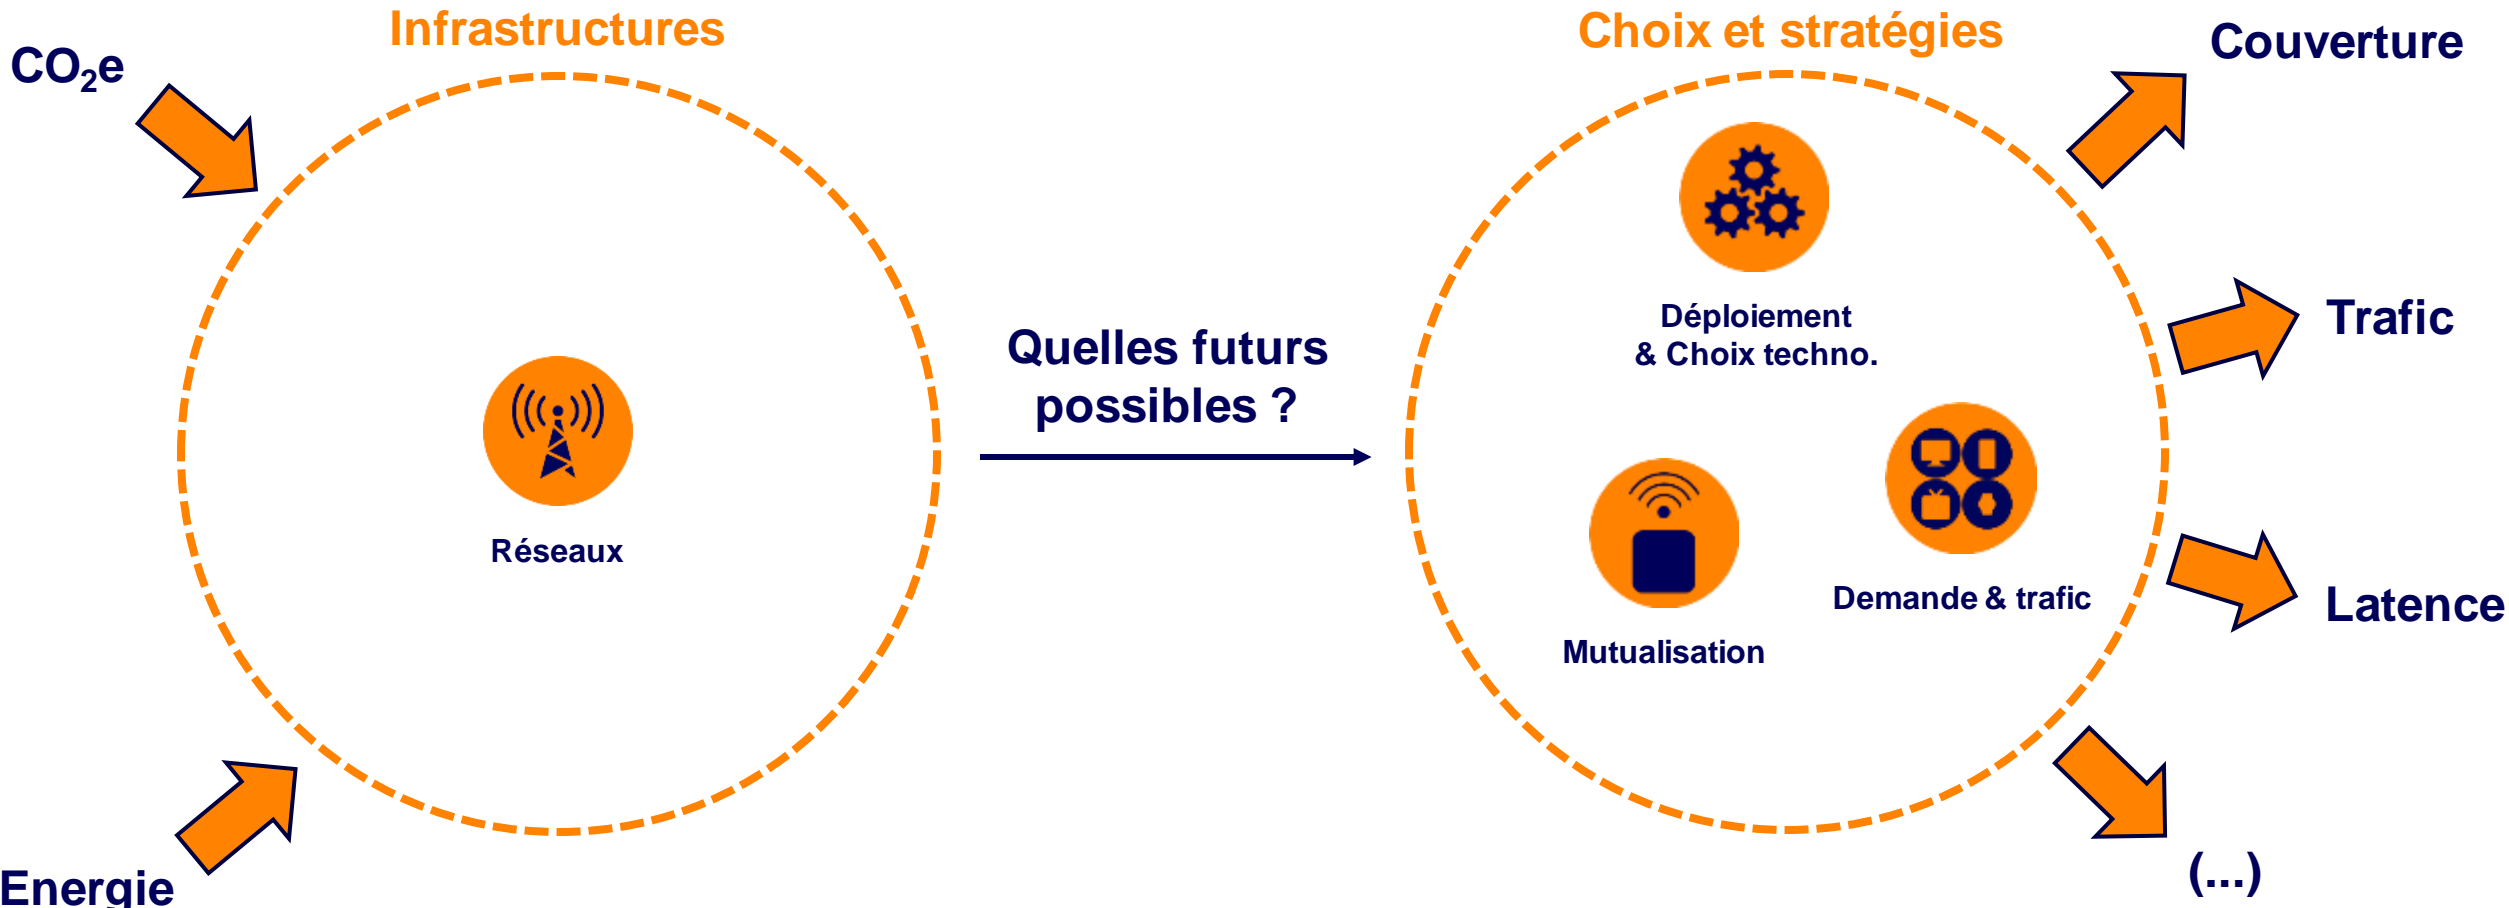 Infrastructures
Choix et stratégies
CO₂e
Couverture
Déploiement
& Choix techno.
Trafic
Quelles futurs
possibles ?
Réseaux
Demande & trafic
Latence
Mutualisation
Energie
(...)